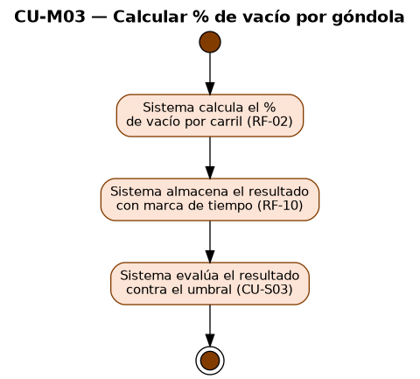 CU-M03 — Calcular % de vacío por góndola
Sistema calcula el %
de vacío por carril (RF-02)
Sistema almacena el resultado
con marca de tiempo (RF-10)
Sistema evalúa el resultado
contra el umbral (CU-S03)